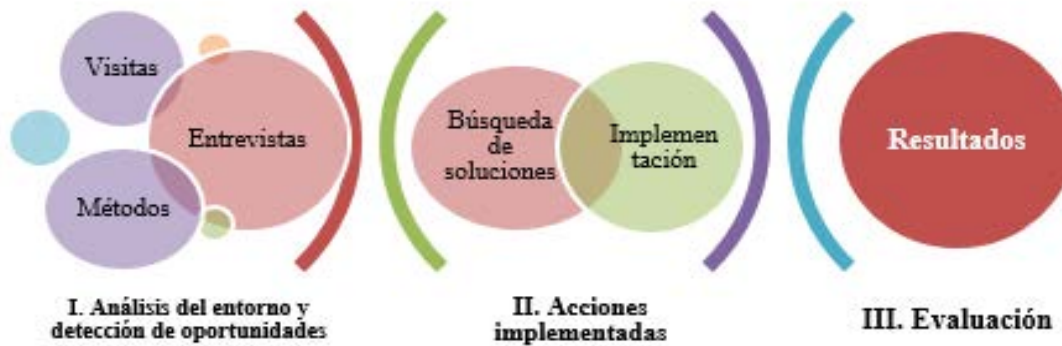 Visitas
Entrevistas
Métodos
I. Análisis del entorno y
detección de oportunidades
Búsqueda
de
soluciones
Implemen
tación
II. Acciones
implementadas
Resultados
III. Evaluación